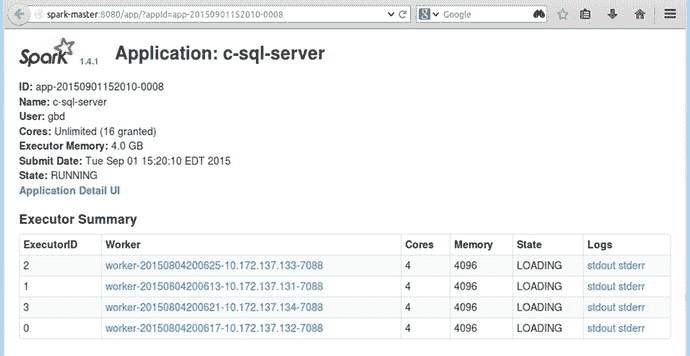 spark-master:8080/app/?appId=app-20150901152010-0008
Google
Spark 1.4.1 Application: c-sql-server
ID: app-20150901152010-0008
Name: c-sql-server
User: gbd
Cores: Unlimited (16 granted)
Executor Memory: 4.0 GB
Submit Date: Tue Sep 01 15:20:10 EDT 2015
State: RUNNING
Application Detail UI
Executor Summary
ExecutorID Worker Cores Memory State Logs
2 worker-20150804200625-10.172.137.133-7088 4 4096 LOADING stdout stderr
1 worker-20150804200613-10.172.137.131-7088 4 4096 LOADING stdout stderr
3 worker-20150804200621-10.172.137.134-7088 4 4096 LOADING stdout stderr
0 worker-20150804200617-10.172.137.132-7088 4 4096 LOADING stdout stderr